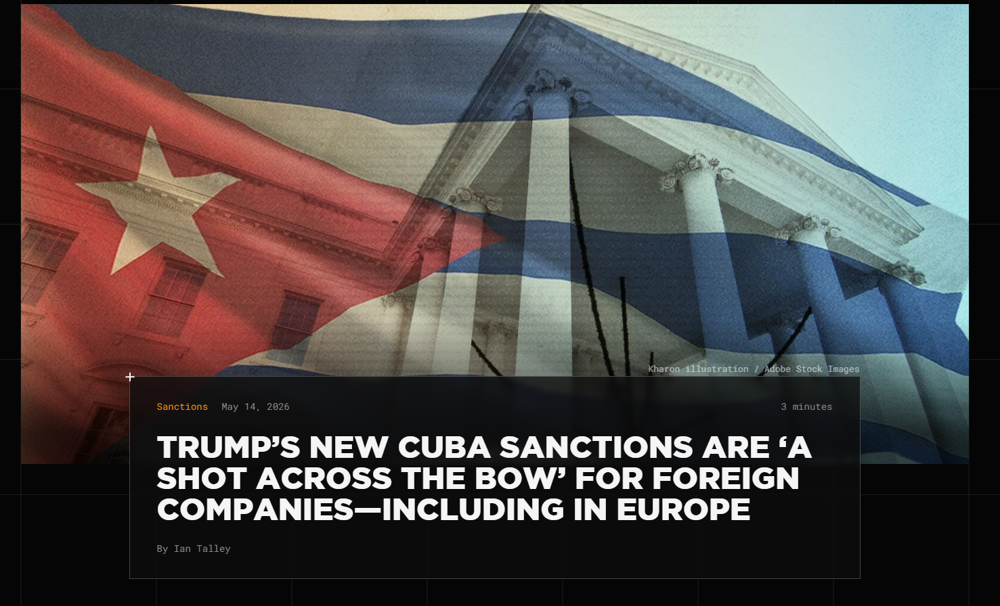 Kharon illustration / Adobe Stock Images
Sanctions May 14, 2026 3 minutes
TRUMP’S NEW CUBA SANCTIONS ARE ‘A
SHOT ACROSS THE BOW’ FOR FOREIGN
COMPANIES—INCLUDING IN EUROPE
By Ian Talley